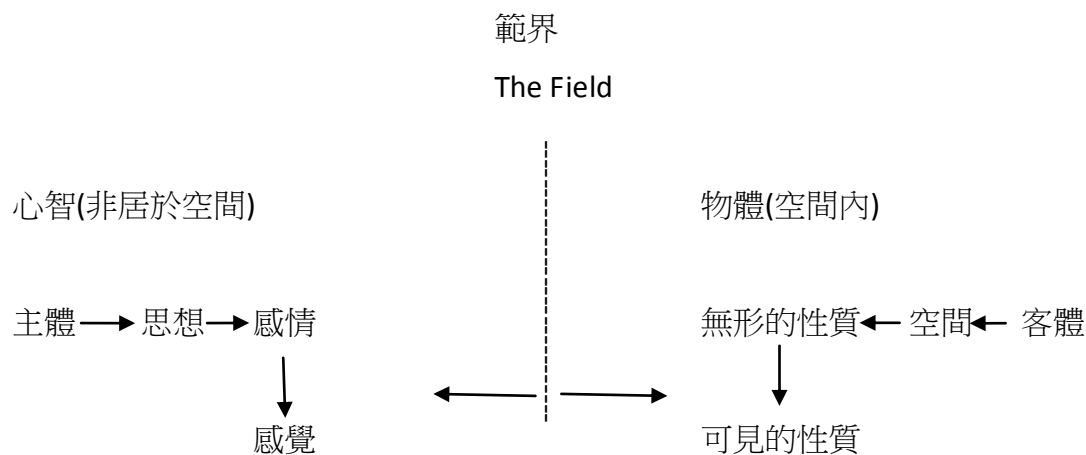 範界
The Field
心智(非居於空間)
物體(空間內)
主體 思想 感情
無形的性質 空間 客體
感覺
可見的性質